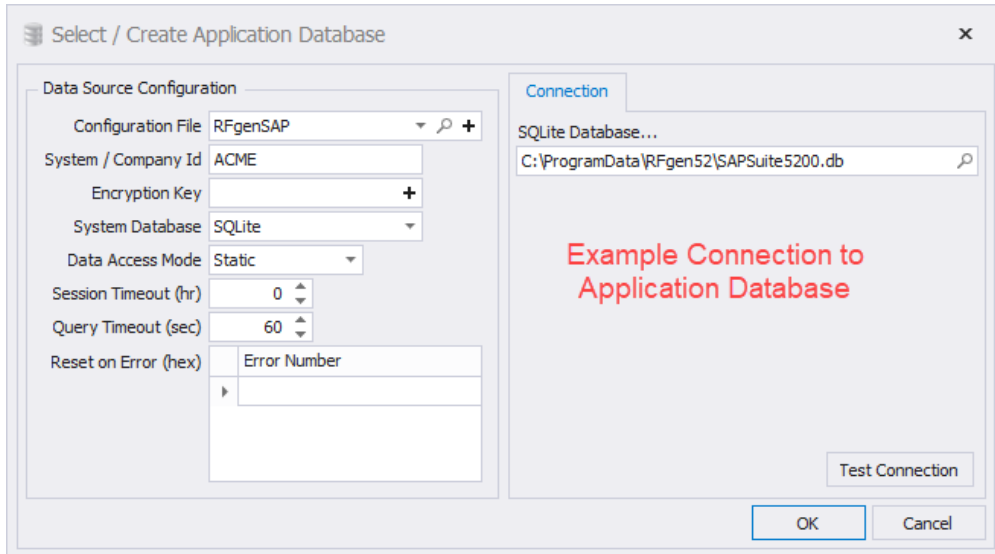 Select / Create Application Database
Data Source Configuration
Configuration File RFgenSAP
System / Company Id ACME
Encryption Key
System Database SQLite
Data Access Mode Static
Session Timeout (hr) 0
Query Timeout (sec) 60
Reset on Error (hex) Error Number
Connection
SQLite Database...
C:\ProgramData\RFgen52\SAPSuite5200.db
Example Connection to
Application Database
Test Connection
OK Cancel